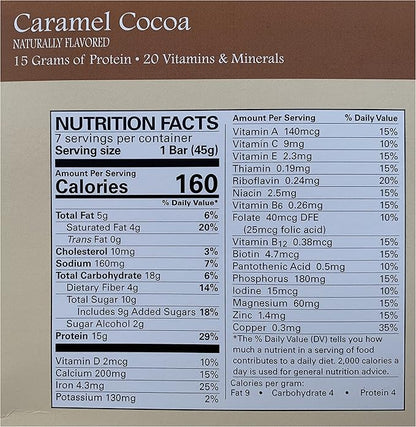 Caramel Cocoa
NATURALLY FLAVORED
15 Grams of Protein • 20 Vitamins & Minerals
NUTRITION FACTS
7 servings per container
Serving size 1 Bar (45g)
Amount Per Serving
Calories 160
% Daily Value*
Total Fat 5g 6%
Saturated Fat 4g 20%
Trans Fat 0g
Cholesterol 10mg 3%
Sodium 160mg 7%
Total Carbohydrate 18g 6%
Dietary Fiber 4g 14%
Total Sugar 10g
Includes 9g Added Sugars 18%
Sugar Alcohol 2g
Protein 15g 29%
Vitamin D 2mcg 10%
Calcium 200mg 15%
Iron 4.3mg 25%
Potassium 130mg 2%
Amount Per Serving % Daily Value
Vitamin A 140mcg 15%
Vitamin C 9mg 10%
Vitamin E 2.3mg 15%
Thiamin 0.19mg 15%
Riboflavin 0.24mg 20%
Niacin 2.5mg 15%
Vitamin B6 0.26mg 15%
Folate 40mcg DFE 10%
(25mcg folic acid)
Vitamin B12 0.38mcg 15%
Biotin 4.7mcg 15%
Pantothenic Acid 0.5mg 10%
Phosphorus 180mg 15%
Iodine 15mcg 10%
Magnesium 60mg 15%
Zinc 1.4mg 15%
Copper 0.3mg 35%
*The % Daily Value (DV) tells you how
much a nutrient in a serving of food
contributes to a daily diet. 2,000 calories a
day is used for general nutrition advice.
Calories per gram:
Fat 9 • Carbohydrate 4 • Protein 4